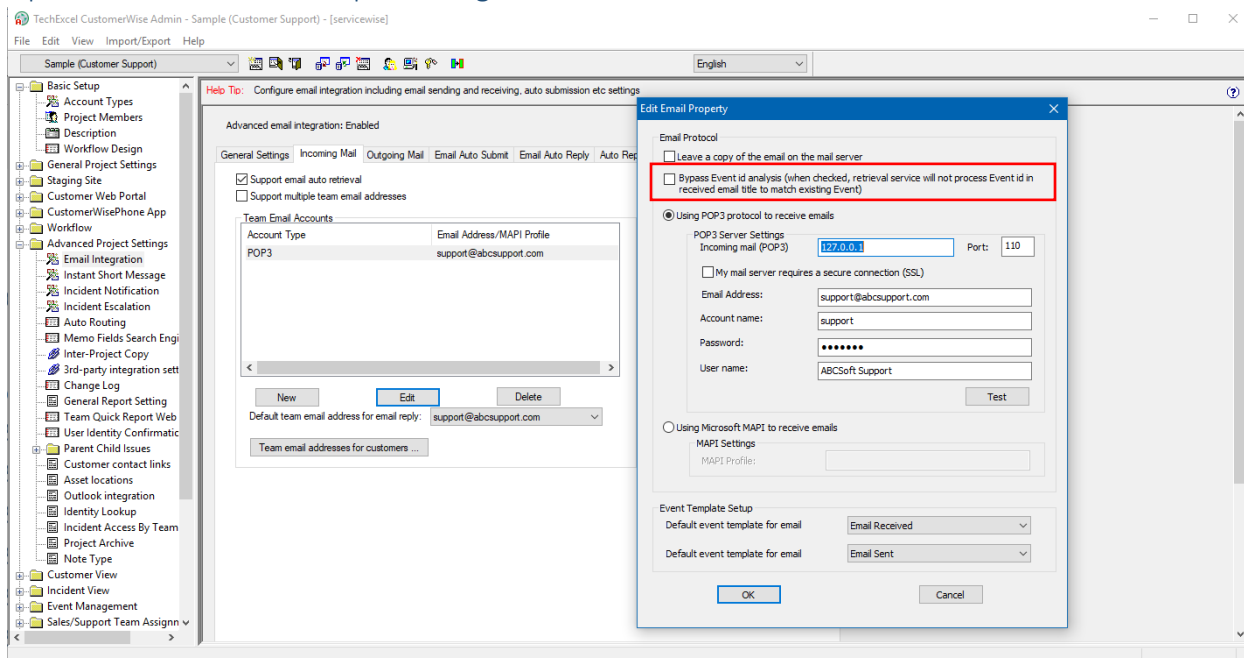 TechExcel CustomerWise Admin - Sample (Customer Support) - [servicewise]
File Edit View Import/Export Help
Sample (Customer Support)
English
Basic Setup
Account Types
Project Members
Description
Workflow Design
General Project Settings
Staging Site
Customer Web Portal
CustomerWisePhone App
Workflow
Advanced Project Settings
Email Integration
Instant Short Message
Incident Notification
Incident Escalation
Auto Routing
Memo Fields Search Engi
Inter-Project Copy
3rd-party integration sett
Change Log
General Report Setting
Team Quick Report Web
User Identity Confirmatic
Parent Child Issues
Customer contact links
Asset locations
Outlook integration
Identity Lookup
Incident Access By Team
Project Archive
Note Type
Customer View
Incident View
Event Management
Sales/Support Team Assignn
Help Tip: Configure email integration including email sending and receiving, auto submission etc settings
Advanced email integration: Enabled
General Settings Incoming Mail Outgoing Mail Email Auto Submit Email Auto Reply Auto Rep
Support email auto retrieval
Support multiple team email addresses
Team Email Accounts
Account Type Email Address/MAPI Profile
POP3 support@abcsupport.com
New Edit Delete
Default team email address for email reply: support@abcsupport.com
Team email addresses for customers ...
Edit Email Property
Email Protocol
Leave a copy of the email on the mail server
Bypass Event id analysis (when checked, retrieval service will not process Event id in
received email title to match existing Event)
Using POP3 protocol to receive emails
POP3 Server Settings
Incoming mail (POP3) 127.0.0.1 Port: 110
My mail server requires a secure connection (SSL)
Email Address: support@abcsupport.com
Account name: support
Password: •••••••
User name: ABCSoft Support
Test
Using Microsoft MAPI to receive emails
MAPI Settings
MAPI Profile:
Event Template Setup
Default event template for email Email Received
Default event template for email Email Sent
OK Cancel